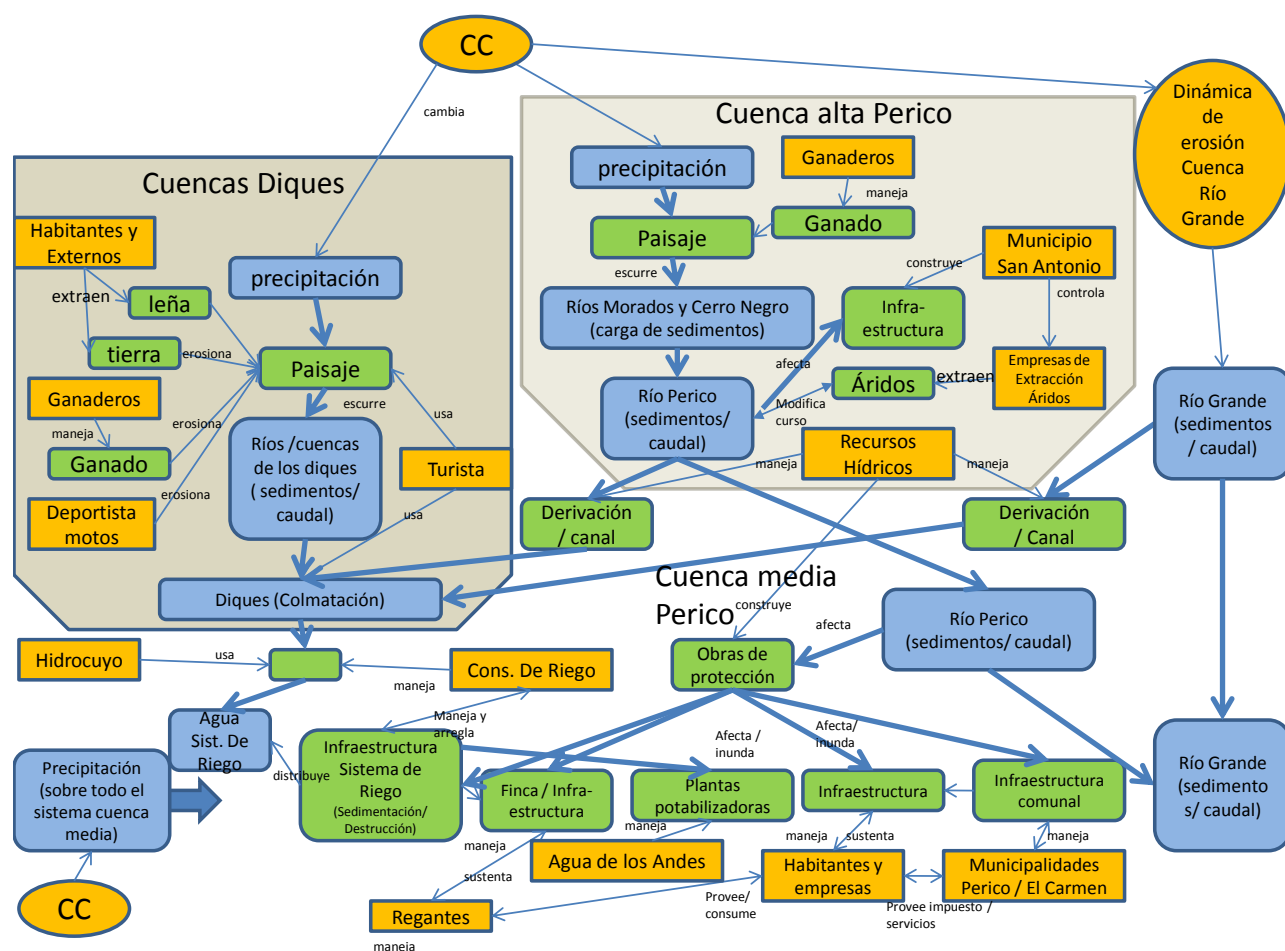 CC
cambia
Dinámica
de
erosión
Cuenca
Río
Grande
Cuenca alta Perico
precipitación
Ganaderos
maneja
Ganado
Paisaje
escurre
Municipio
San Antonio
construye
controla
Ríos Morados y Cerro Negro
(carga de sedimentos)
Infra-
estructura
afecta
Empresas de
Extracción
Áridos
extraen
Áridos
Modifica
curso
Río Perico
(sedimentos/
caudal)
Recursos
Hídricos
maneja
maneja
Río Grande
(sedimentos
/ caudal)
Cuencas Diques
Habitantes y
Externos
extraen
leña
tierra
erosiona
precipitación
Paisaje
escurre
usa
Ganaderos
maneja
Ganado
erosiona
erosiona
Deportista
motos
Ríos /cuencas
de los diques
( sedimentos/
caudal)
Turista
usa
Diques (Colmatación)
Derivación
/ canal
Derivación
/ Canal
Cuenca media
Perico
construye
afecta
Río Perico
(sedimentos/ caudal)
Obras de
protección
Hidrocuyo
usa
Cons. De Riego
maneja
Maneja y
arregla
Agua
Sist. De
Riego
distribuye
Precipitación
(sobre todo el
sistema cuenca
media)
CC
Infraestructura
Sistema de
Riego
(Sedimentación/
Destrucción)
Finca / Infra-
estructura
Afecta /
inunda
Plantas
potabilizadoras
Afecta/
inunda
Infraestructura
Infraestructura
comunal
Río Grande
(sedimento
s/ caudal)
maneja
sustenta
maneja
Agua de los Andes
maneja
sustenta
maneja
Habitantes y
empresas
Municipalidades
Perico / El Carmen
Provee/
consume
Provee impuesto /
servicios
Regantes
maneja